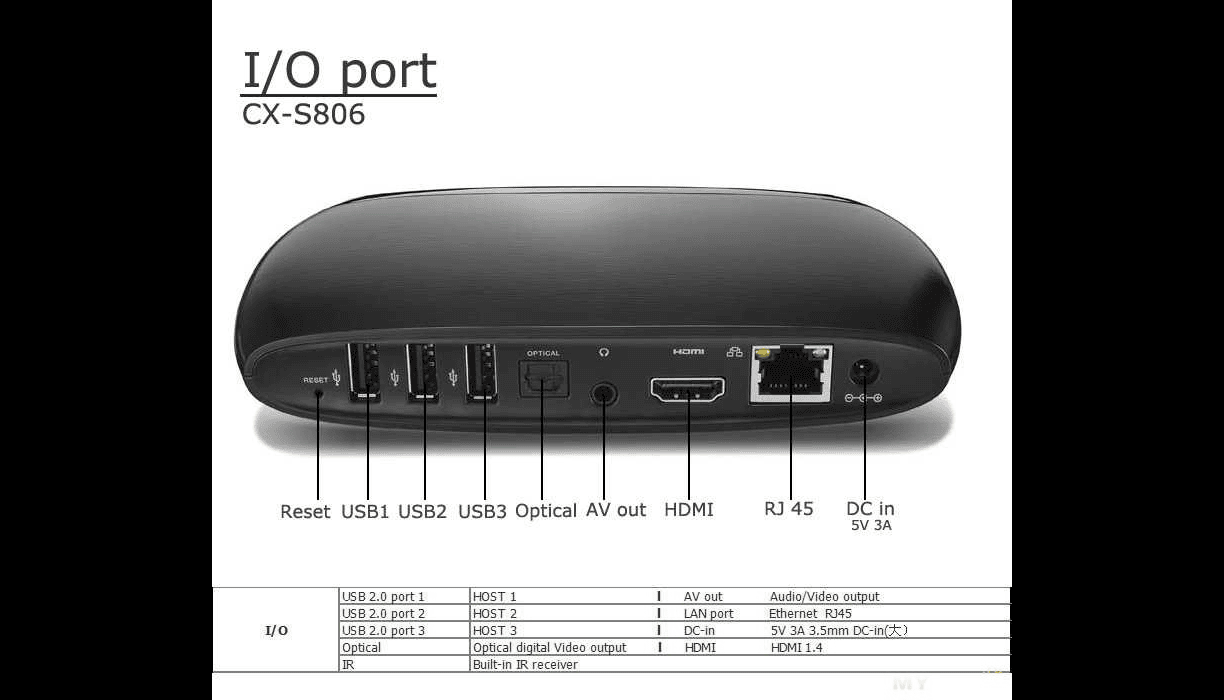 I/O port
CX-S806
OPTICAL
HDMI
RESET
Reset USB1 USB2 USB3 Optical AV out HDMI RJ 45 DC in
5V 3A
I/O
USB 2.0 port 1 HOST 1 I AV out Audio/Video output
USB 2.0 port 2 HOST 2 I LAN port Ethernet RJ45
USB 2.0 port 3 HOST 3 I DC-in 5V 3A 3.5mm DC-in(大）
Optical Optical digital Video output I HDMI HDMI 1.4
IR Built-in IR receiver
MY